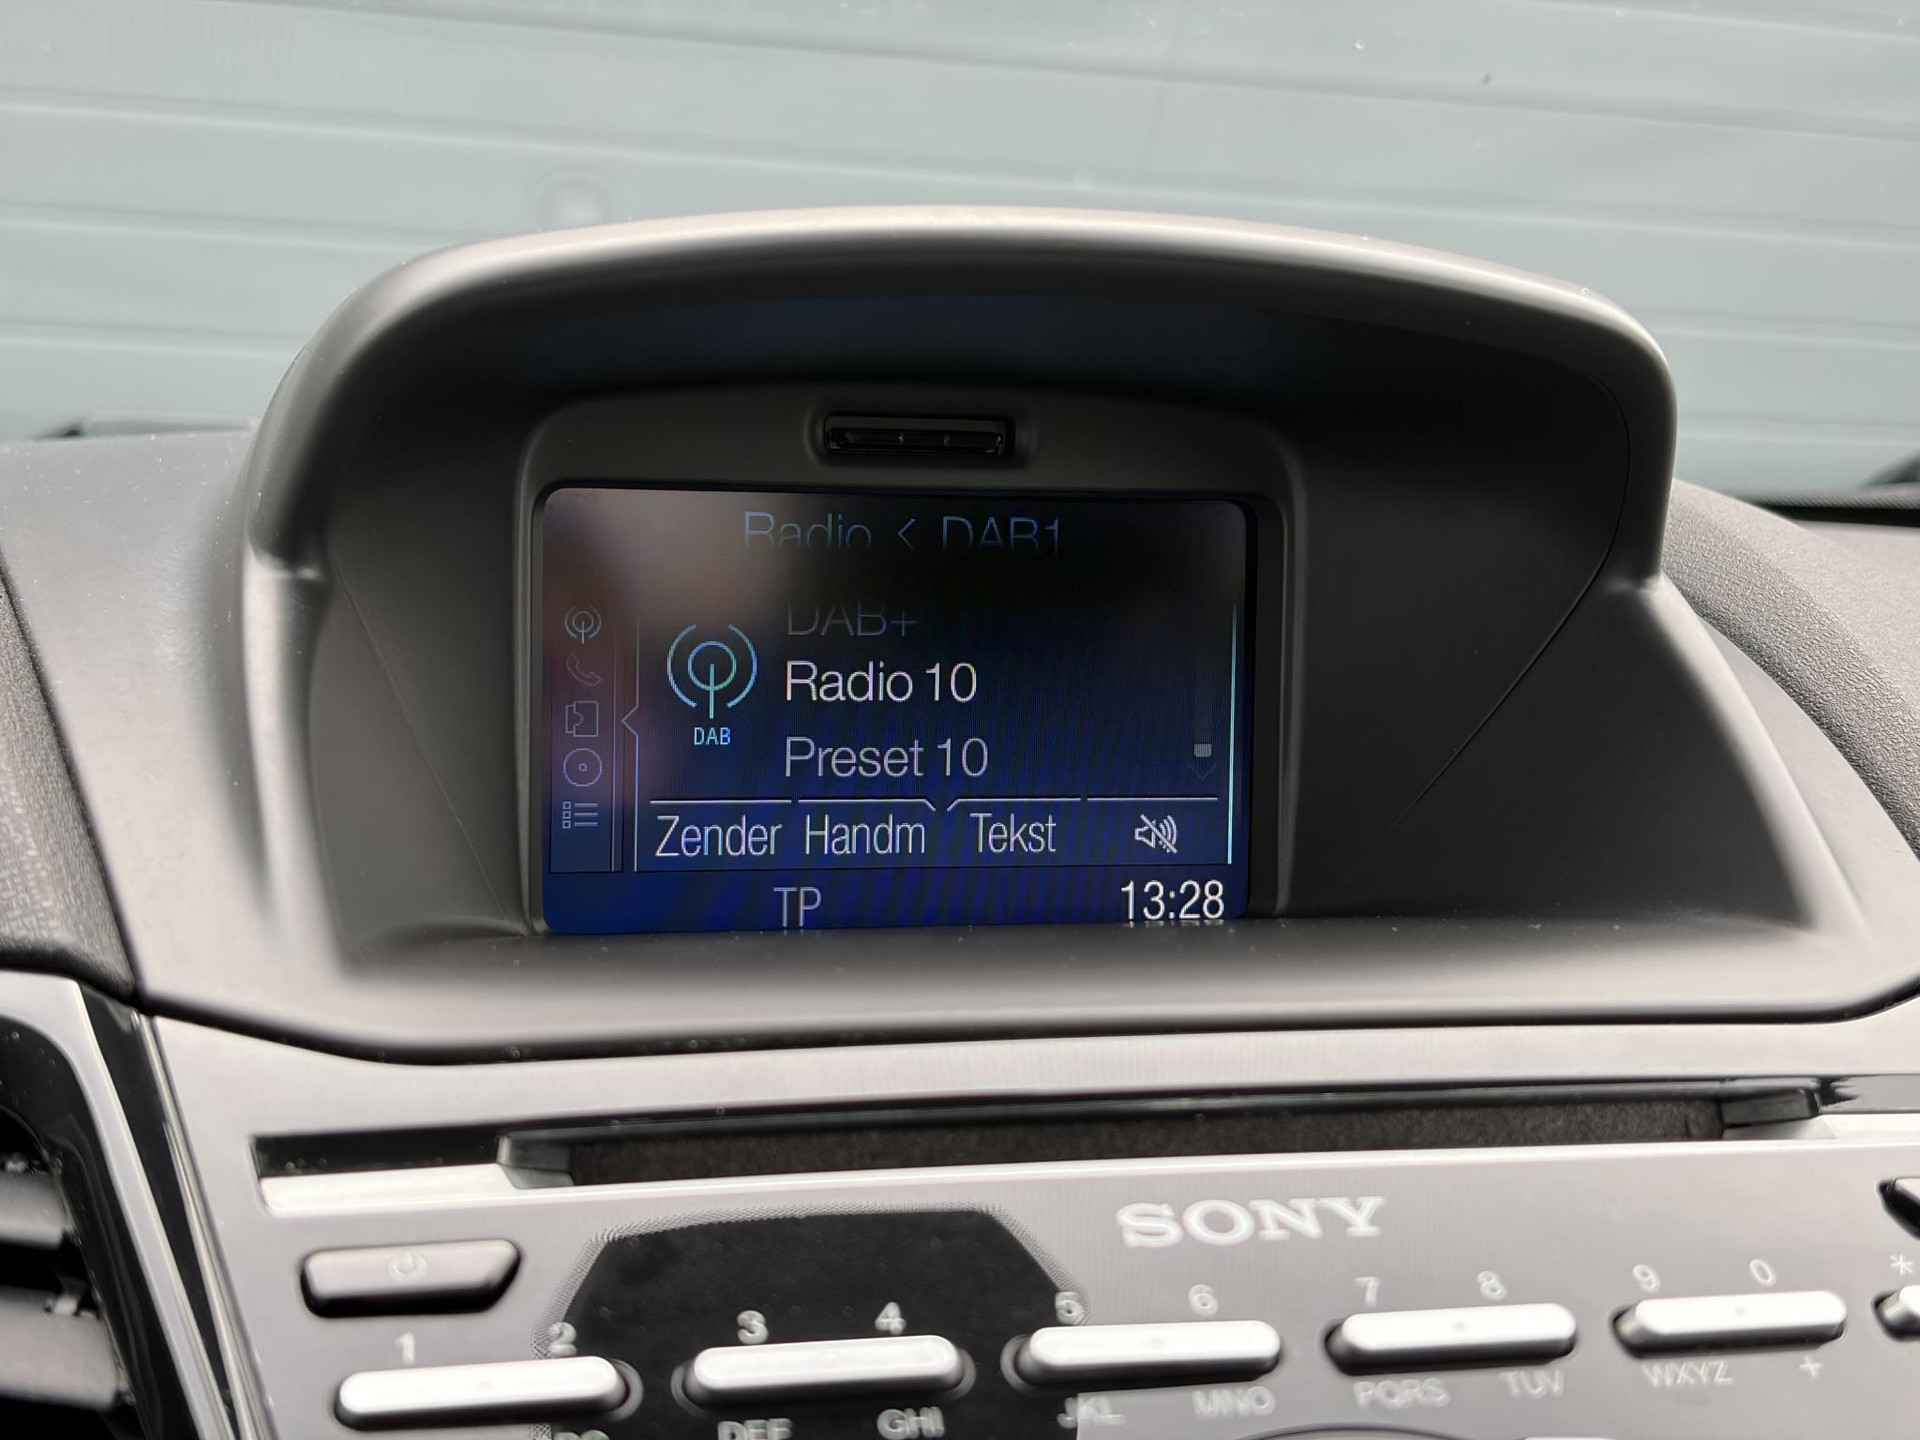 Radio < DAB1
DAB+
Radio 10
DAB
Preset 10
Zender Handm Tekst
TP 13:28
SONY
1 2 3 4 5 6 7 8 9 0 *
DEF GHI JKL MNO PQRS TUV WXYZ +